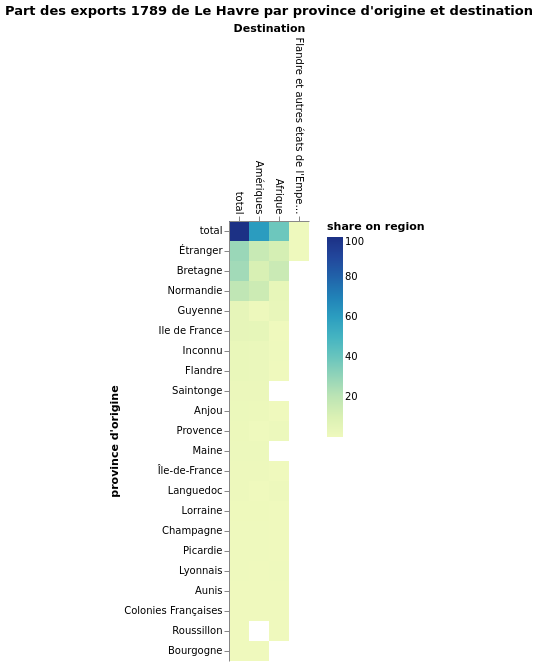 Part des exports 1789 de Le Havre par province d'origine et destination
Destination
total
Amériques
Afrique
Flandre et autres états de l'Empe...
share on region
100
80
60
40
20
province d'origine
total
Étranger
Bretagne
Normandie
Guyenne
Ile de France
Inconnu
Flandre
Saintonge
Anjou
Provence
Maine
Île-de-France
Languedoc
Lorraine
Champagne
Picardie
Lyonnais
Aunis
Colonies Françaises
Roussillon
Bourgogne